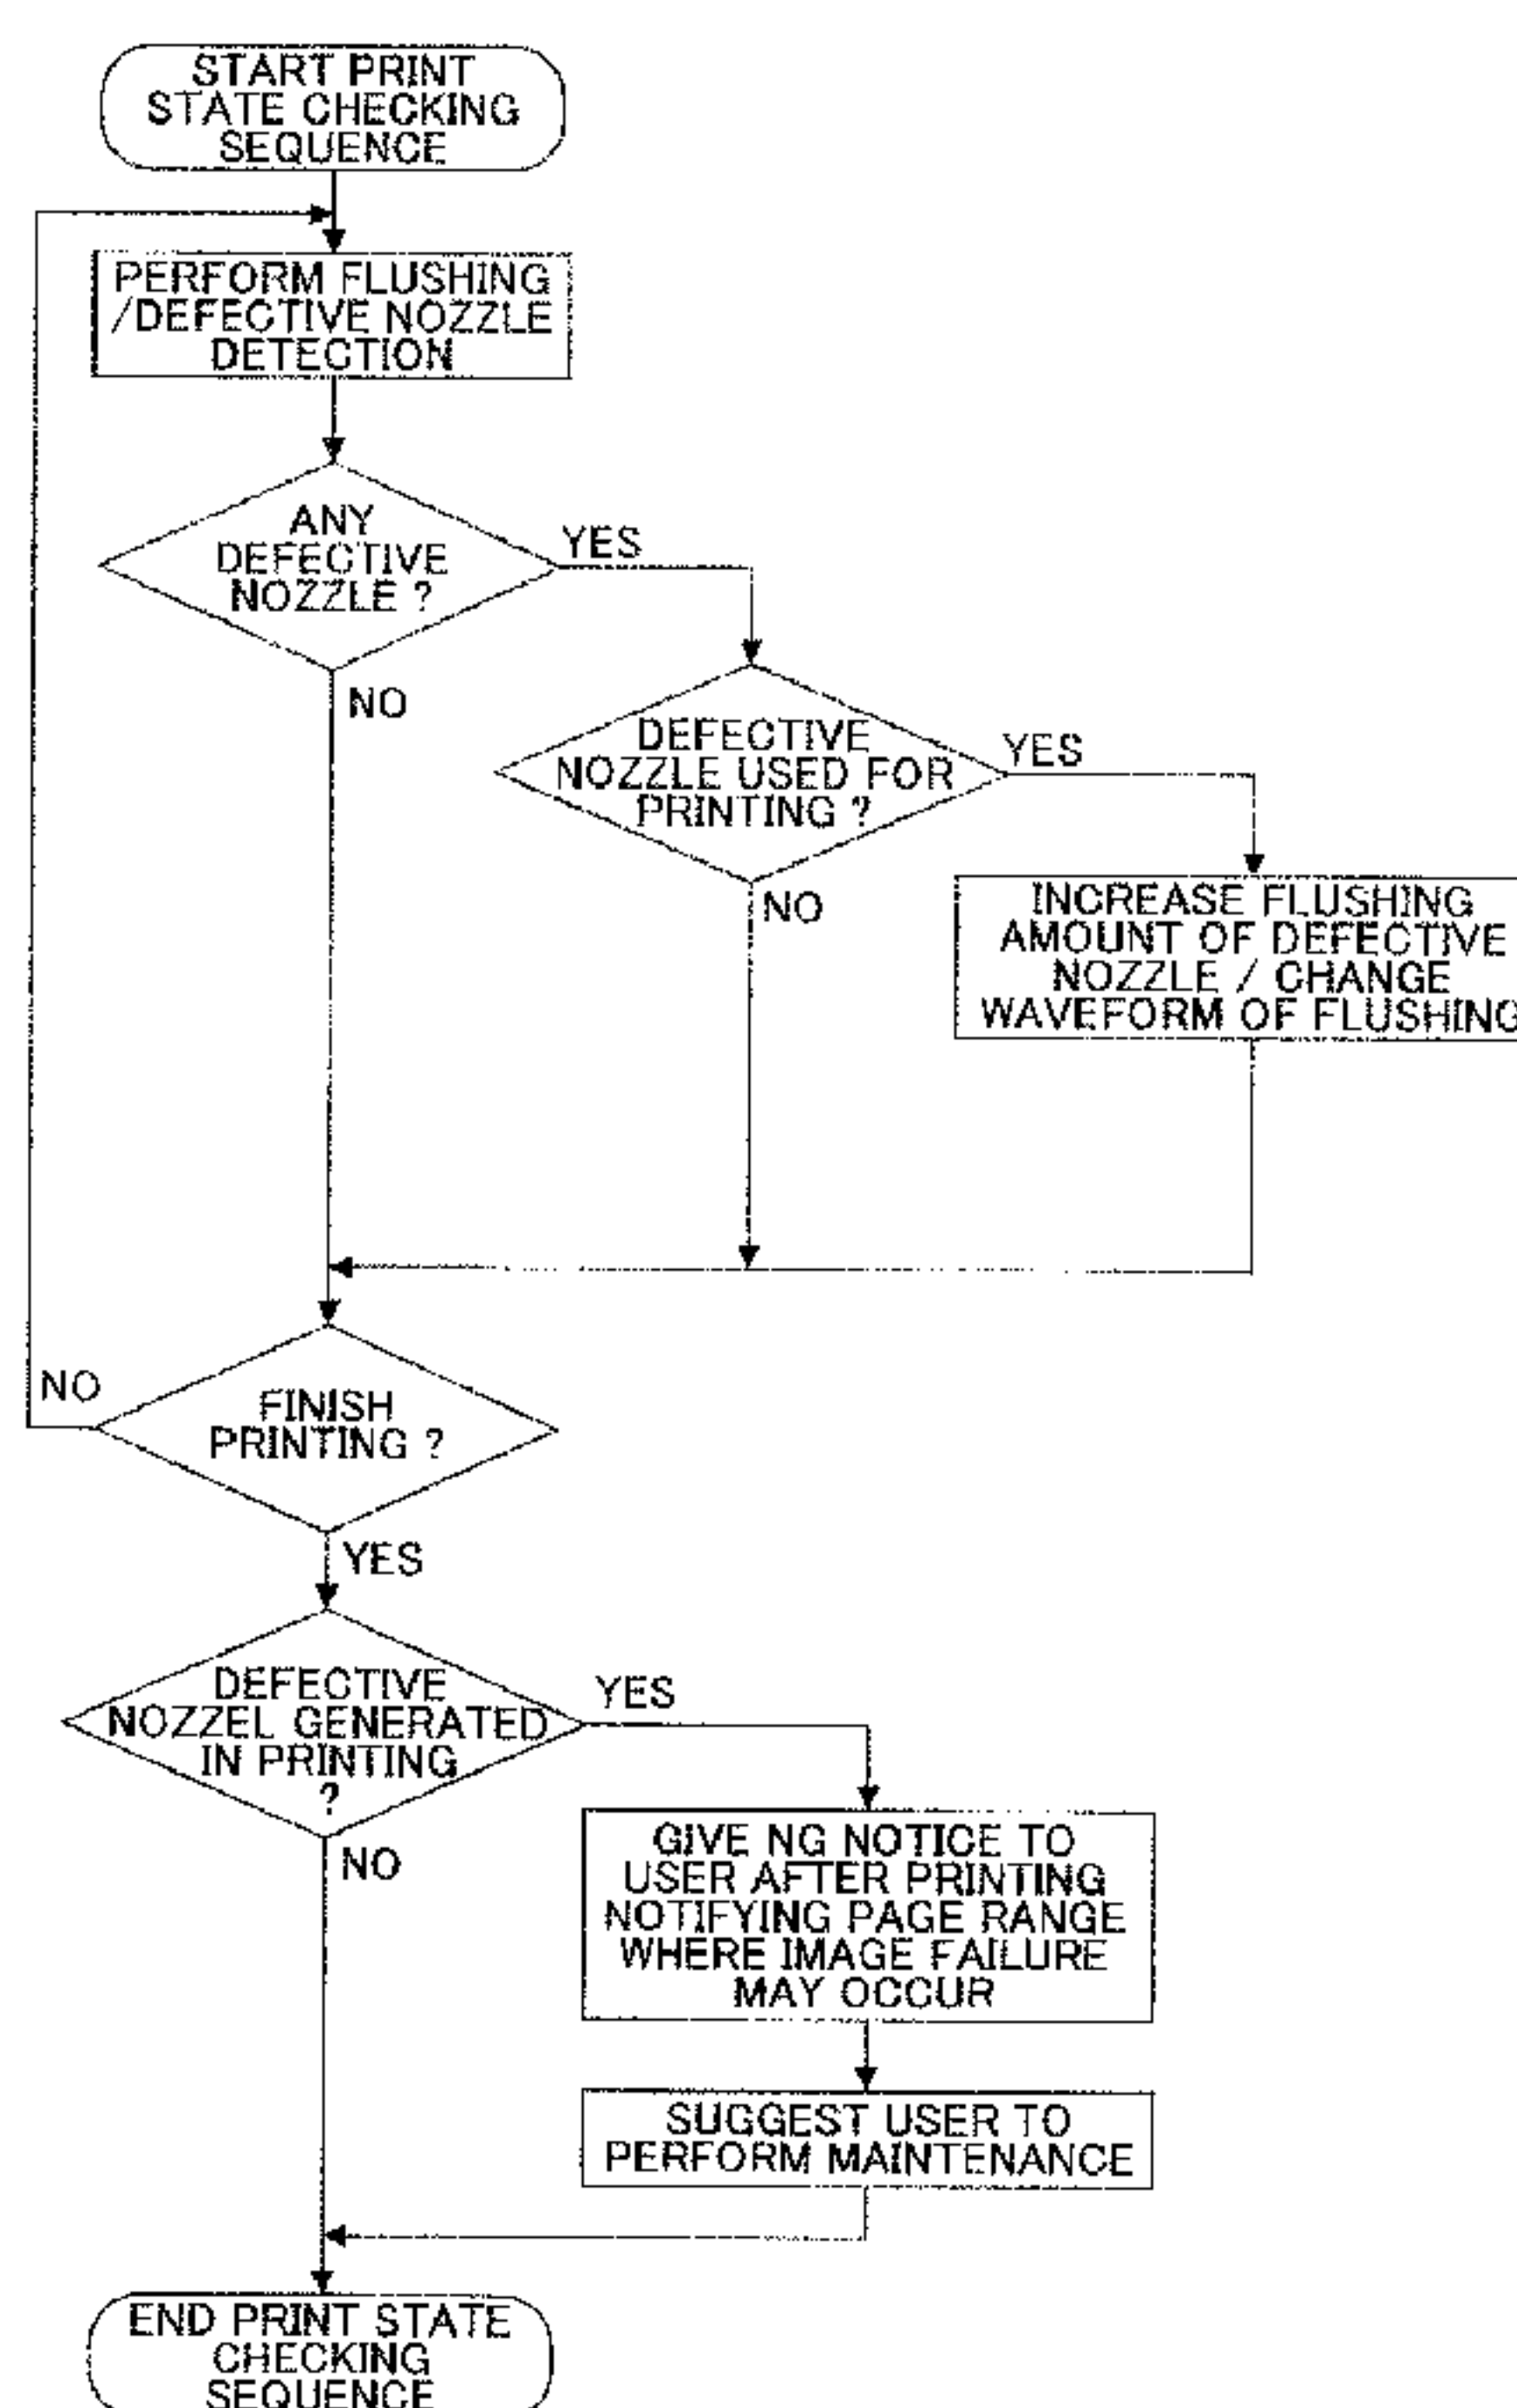 START PRINT
STATE CHECKING
SEQUENCE
PERFORM FLUSHING
/DEFECTIVE NOZZLE
DETECTION
ANY
DEFECTIVE
NOZZLE ?
YES
NO
DEFECTIVE
NOZZLE USED FOR
PRINTING ?
YES
NO
INCREASE FLUSHING
AMOUNT OF DEFECTIVE
NOZZLE / CHANGE
WAVEFORM OF FLUSHING
FINISH
PRINTING ?
NO
YES
DEFECTIVE
NOZZEL GENERATED
IN PRINTING
?
YES
NO
GIVE NG NOTICE TO
USER AFTER PRINTING
NOTIFYING PAGE RANGE
WHERE IMAGE FAILURE
MAY OCCUR
SUGGEST USER TO
PERFORM MAINTENANCE
END PRINT STATE
CHECKING
SEQUENCE